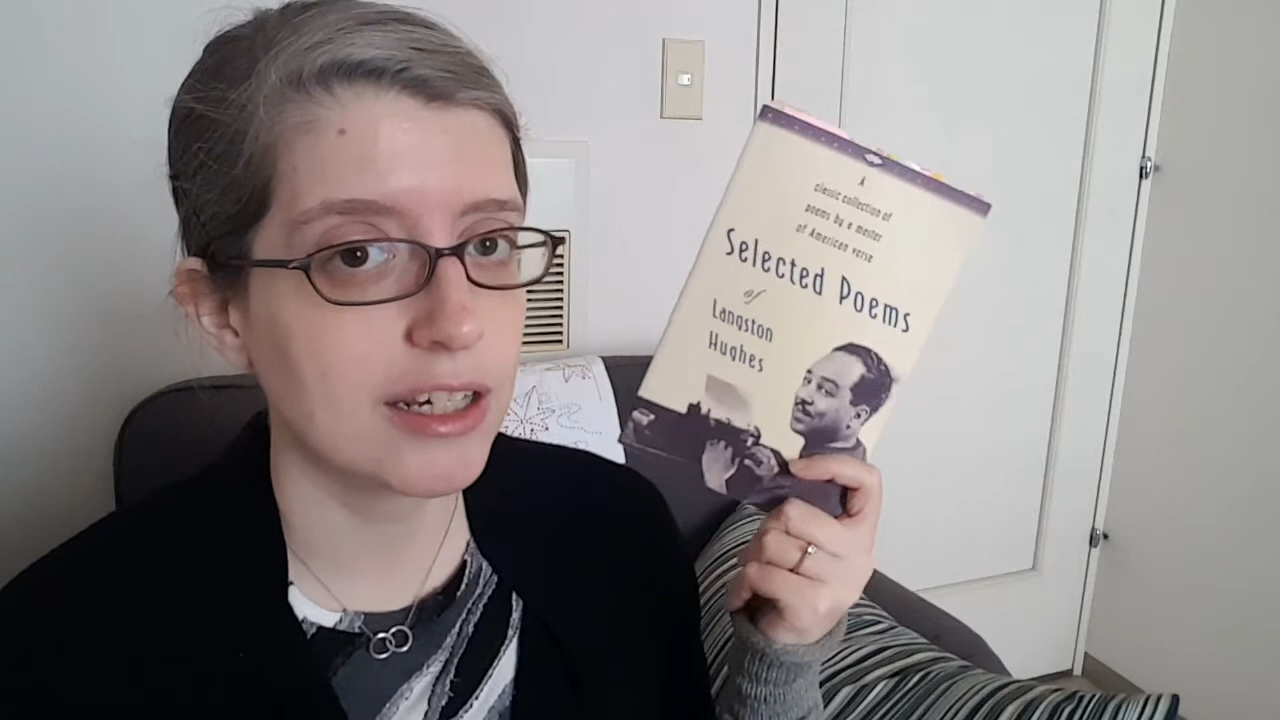 A
classic collection of
poems by a master
of American verse
Selected Poems
of
Langston
Hughes